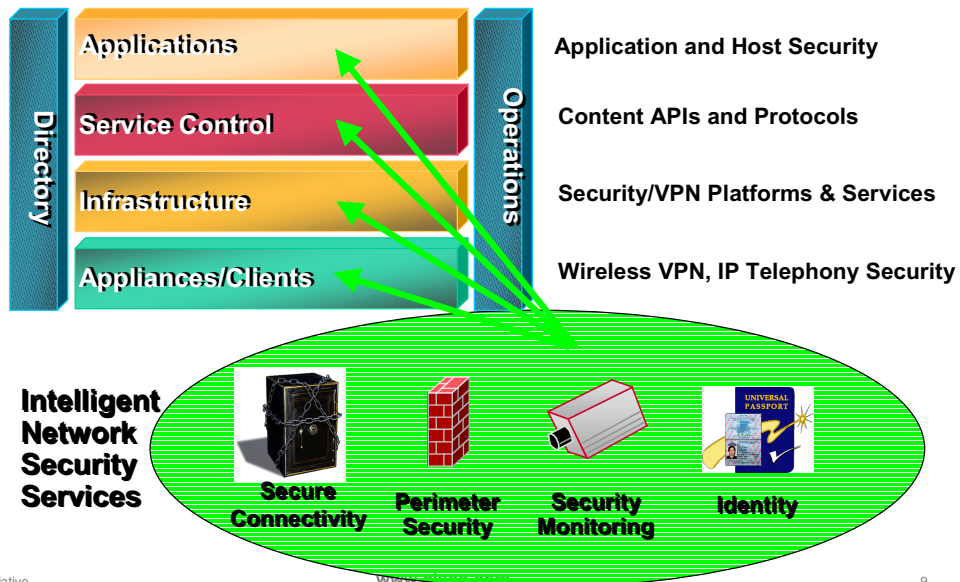 Directory
Applications
Service Control
Infrastructure
Appliances/Clients
Operations
Application and Host Security
Content APIs and Protocols
Security/VPN Platforms & Services
Wireless VPN, IP Telephony Security
Intelligent
Network
Security
Services
Secure
Connectivity
Perimeter
Security
Security
Monitoring
UNIVERSAL
PASSPORT
Identity
9